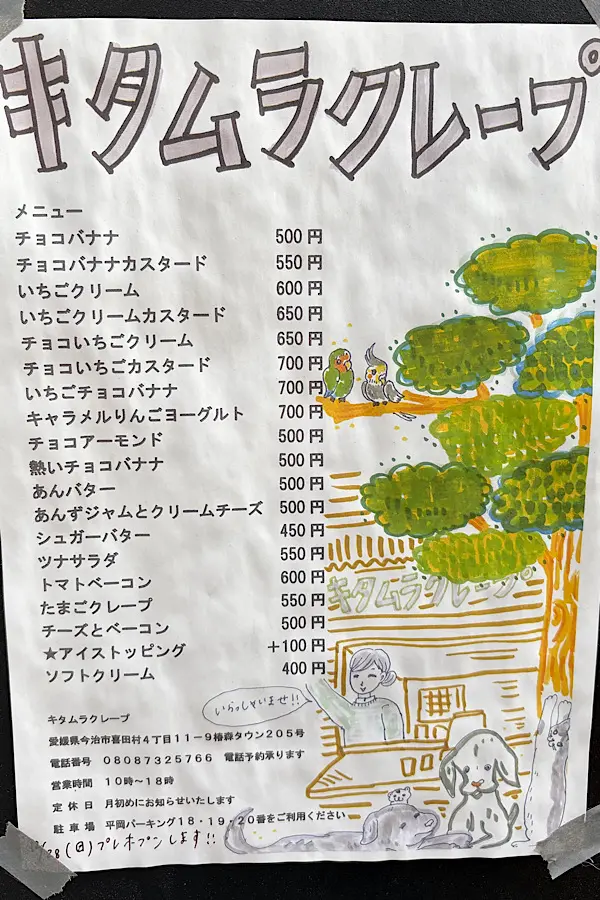 キタムラクレープ
メニュー
チョコバナナ 500円
チョコバナナカスタード 550円
いちごクリーム 600円
いちごクリームカスタード 650円
チョコいちごクリーム 650円
チョコいちごカスタード 700円
いちごチョコバナナ 700円
キャラメルりんごヨーグルト 700円
チョコアーモンド 500円
熱いチョコバナナ 500円
あんバター 500円
あんずジャムとクリームチーズ 500円
シュガーバター 450円
ツナサラダ 550円
トマトベーコン 600円
たまごクレープ 550円
チーズとベーコン 500円
★アイストッピング +100円
ソフトクリーム 400円
キタムラクレープ
いらっしゃいませ!!
キタムラクレープ
愛媛県今治市喜田村4丁目11-9椿森タウン205号
電話番号 08087325766 電話予約承ります
営業時間 10時〜18時
定休日 月初めにお知らせいたします
駐車場 平岡パーキング18・19・20番をご利用ください
/28(日)プレオープンします!!